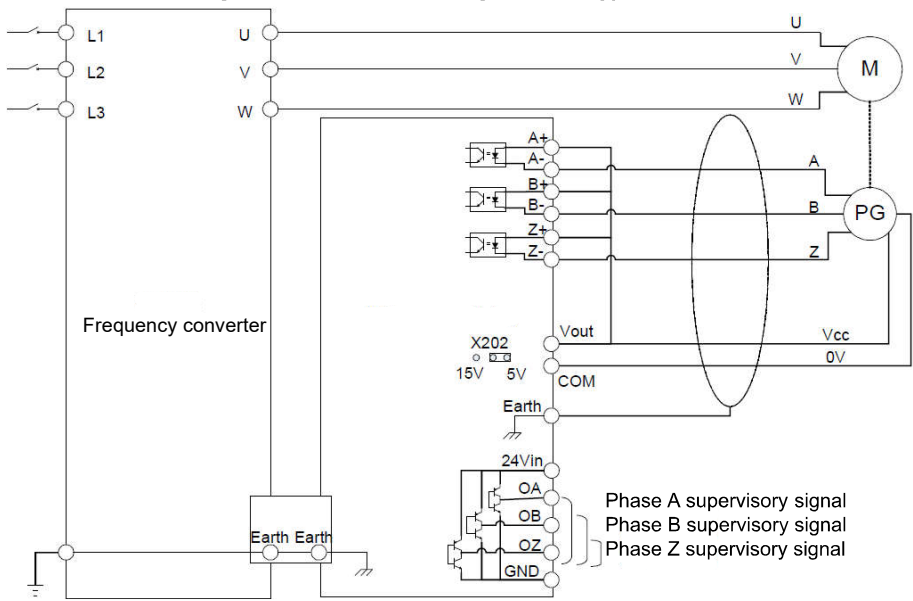 L1
U
U
L2
V
V
M
L3
W
W
A+
A-
A
B+
B-
B
PG
Z+
Z-
Z
Frequency converter
Vout
Vcc
X202
0V
15V 5V
COM
Earth
24Vin
OA
Phase A supervisory signal
OB
Phase B supervisory signal
Earth Earth
OZ
Phase Z supervisory signal
GND